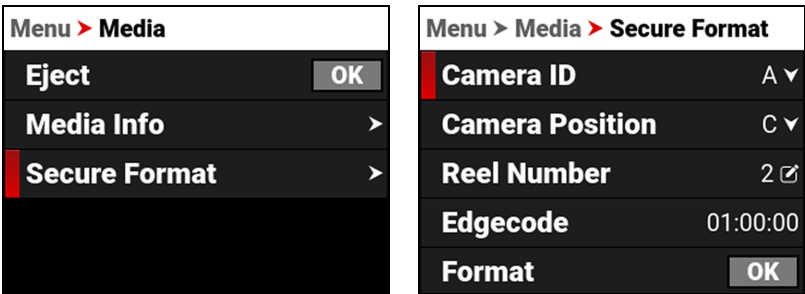 Menu > Media
Eject OK
Media Info >
Secure Format >
Menu > Media > Secure Format
Camera ID A
Camera Position C
Reel Number 2
Edgecode 01:00:00
Format OK